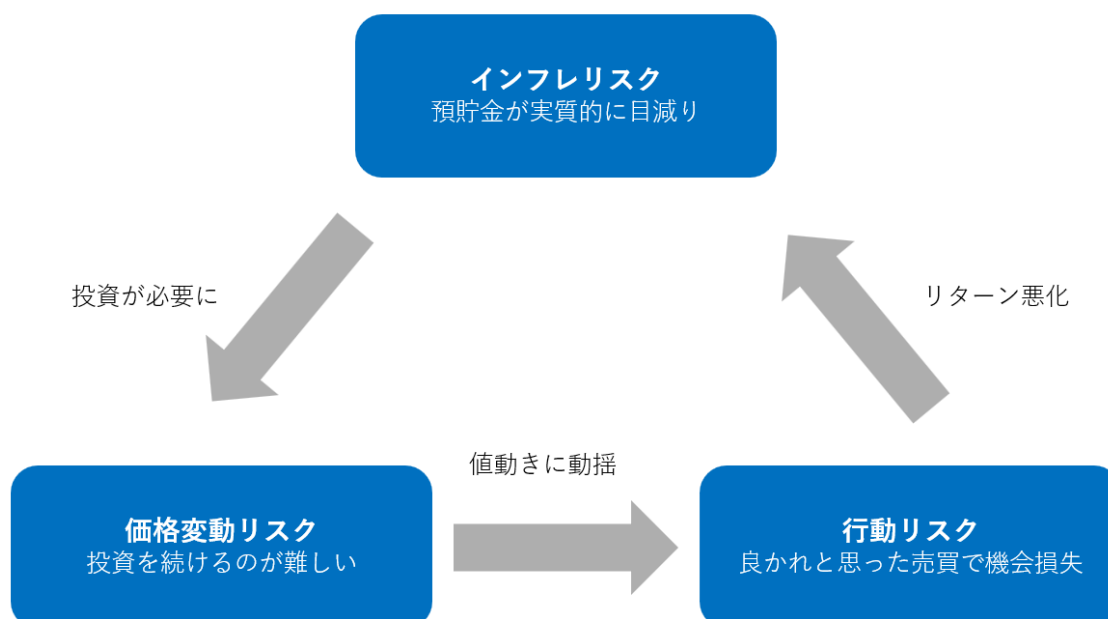 インフレリスク
預貯金が実質的に目減り
投資が必要に
リターン悪化
値動きに動揺
価格変動リスク
投資を続けるのが難しい
行動リスク
良かれと思った売買で機会損失